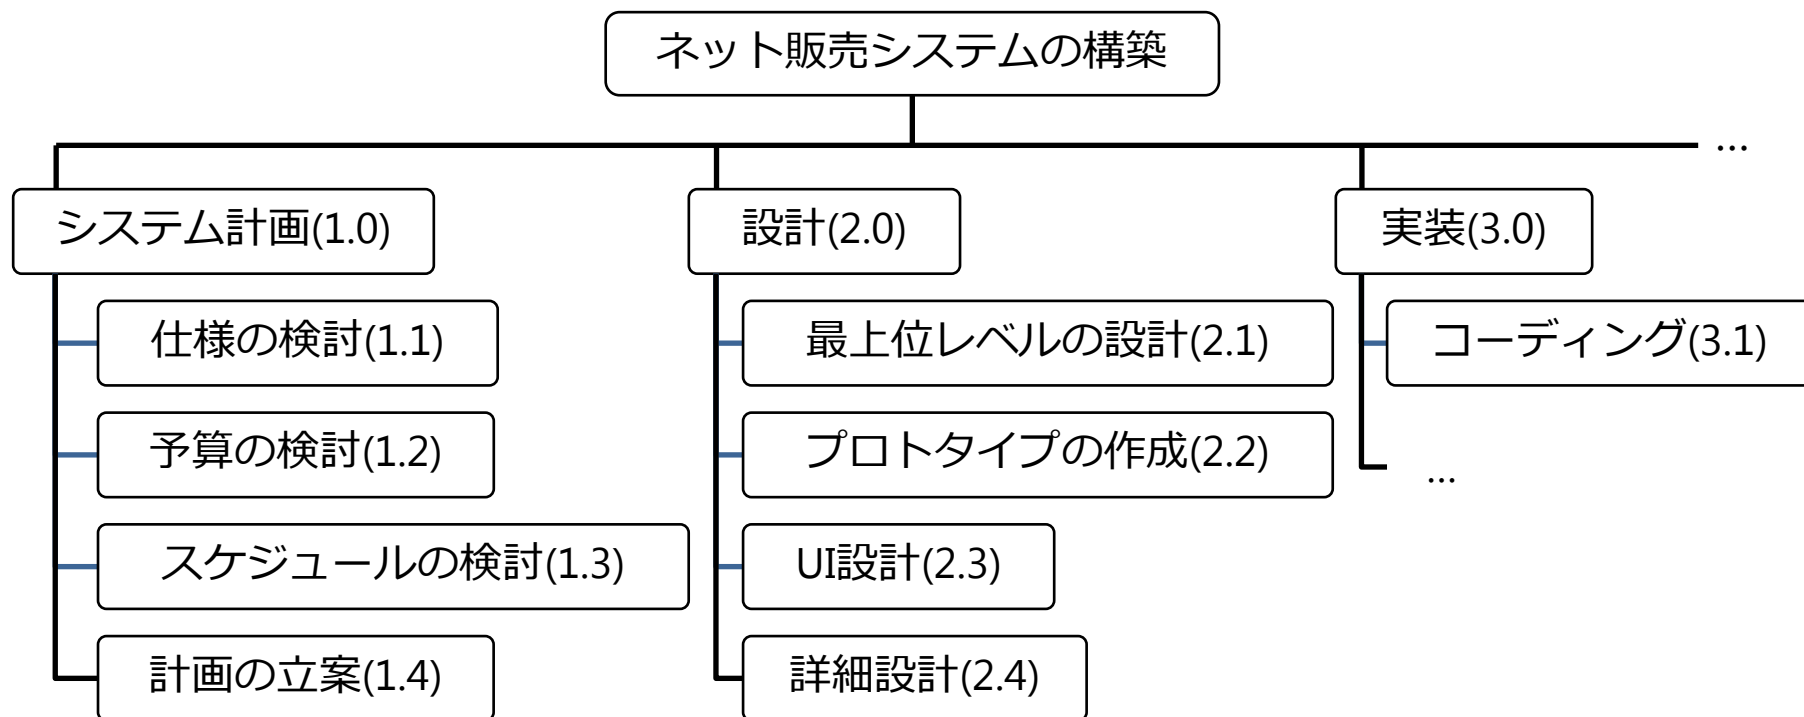 ネット販売システムの構築
…
システム計画(1.0)
設計(2.0)
実装(3.0)
仕様の検討(1.1)
予算の検討(1.2)
スケジュールの検討(1.3)
計画の立案(1.4)
最上位レベルの設計(2.1)
プロトタイプの作成(2.2)
UI設計(2.3)
詳細設計(2.4)
コーディング(3.1)
…